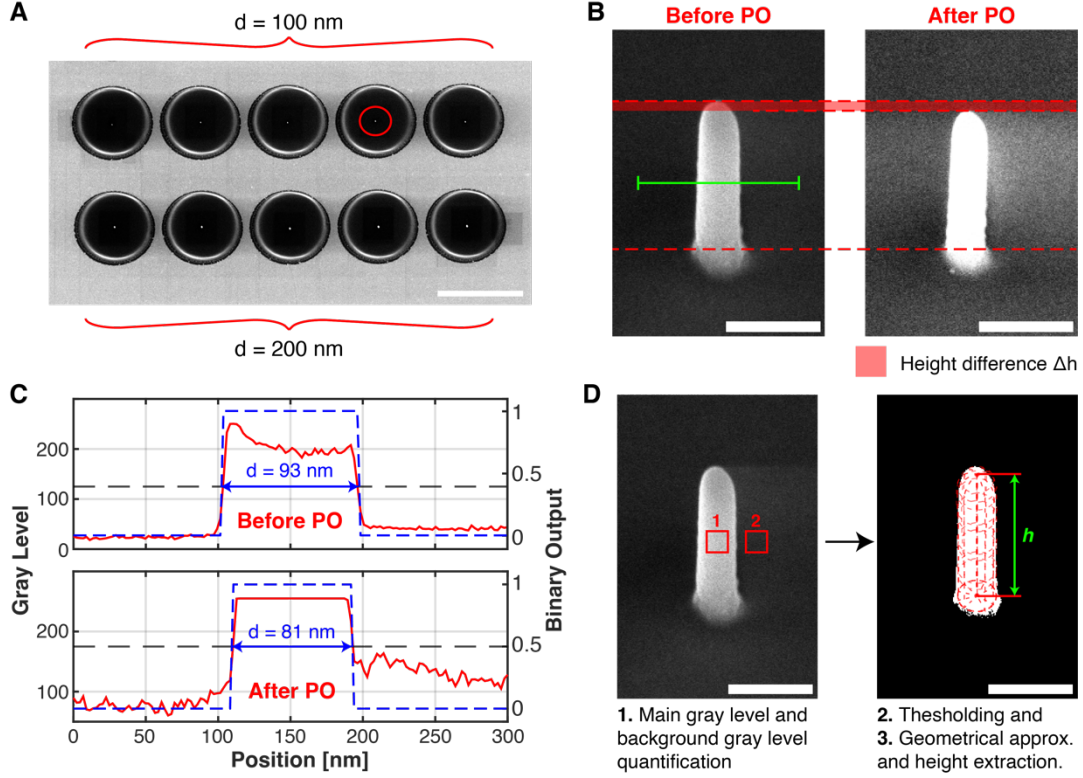 A
d = 100 nm
d = 200 nm
B
Before PO
After PO
Height difference Δh
C
Gray Level
Binary Output
200
100
0
1
0.5
0
d = 93 nm
Before PO
200
100
1
0.5
0
d = 81 nm
After PO
0
50
100
150
200
250
300
Position [nm]
D
1
2
h
1. Main gray level and
background gray level
quantification
2. Thesholding and
3. Geometrical approx.
and height extraction.